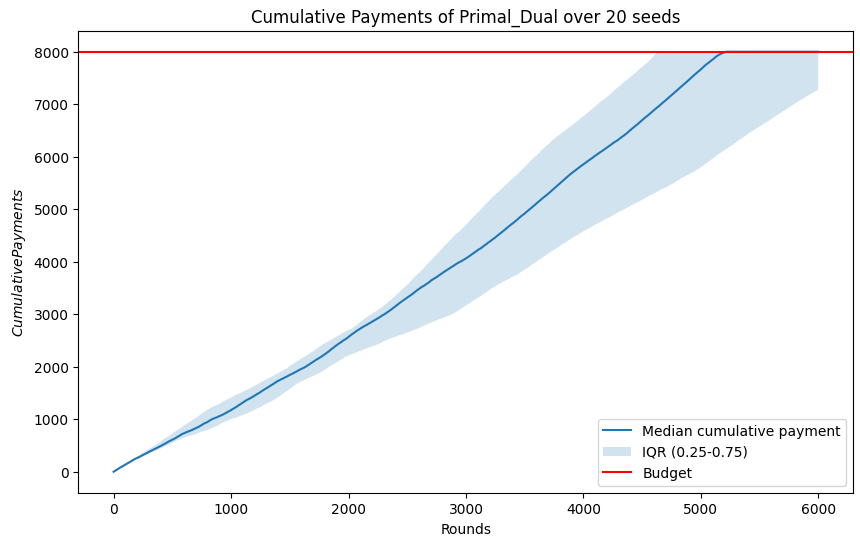 Cumulative Payments of Primal_Dual over 20 seeds
8000
7000
6000
5000
4000
3000
2000
1000
0
CumulativePayments
0 1000 2000 3000 4000 5000 6000
Rounds
Median cumulative payment
IQR (0.25-0.75)
Budget